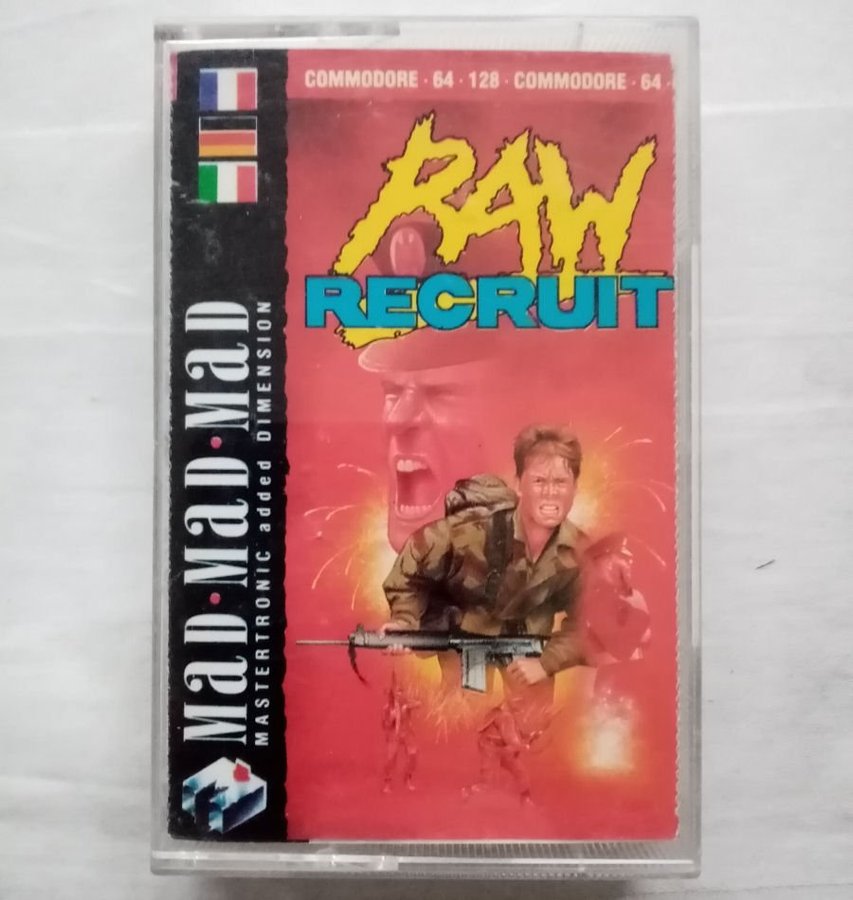 COMMODORE · 64 · 128 · COMMODORE · 64 ·
RAW
RECRUIT
MaD·MaD·MaD
MASTERTRONIC added DIMENSION